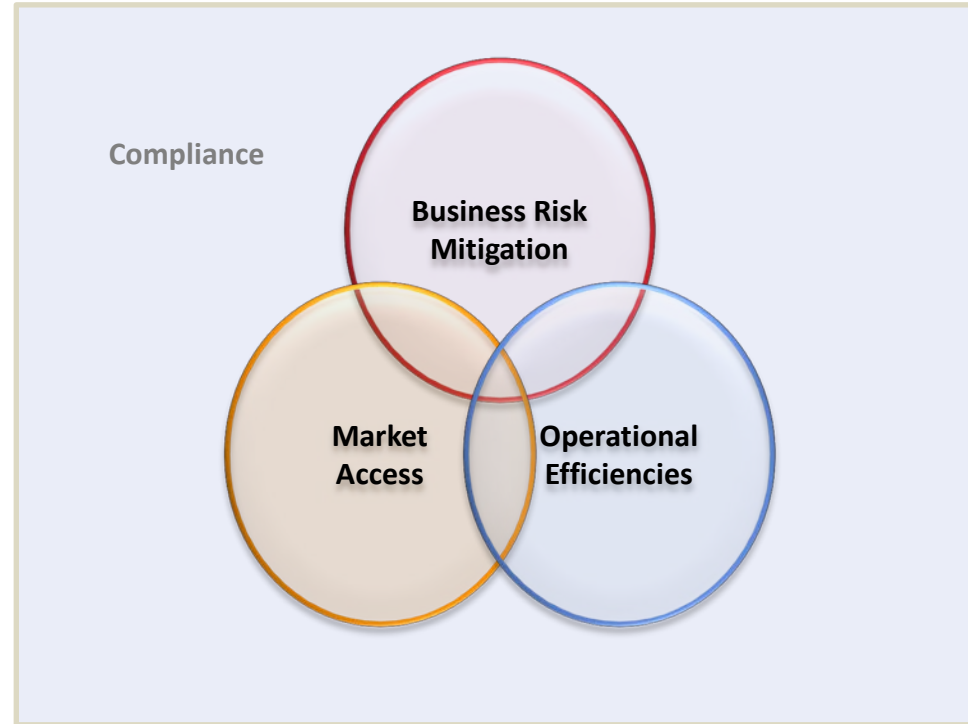 Compliance
Business Risk
Mitigation
Market
Access
Operational
Efficiencies